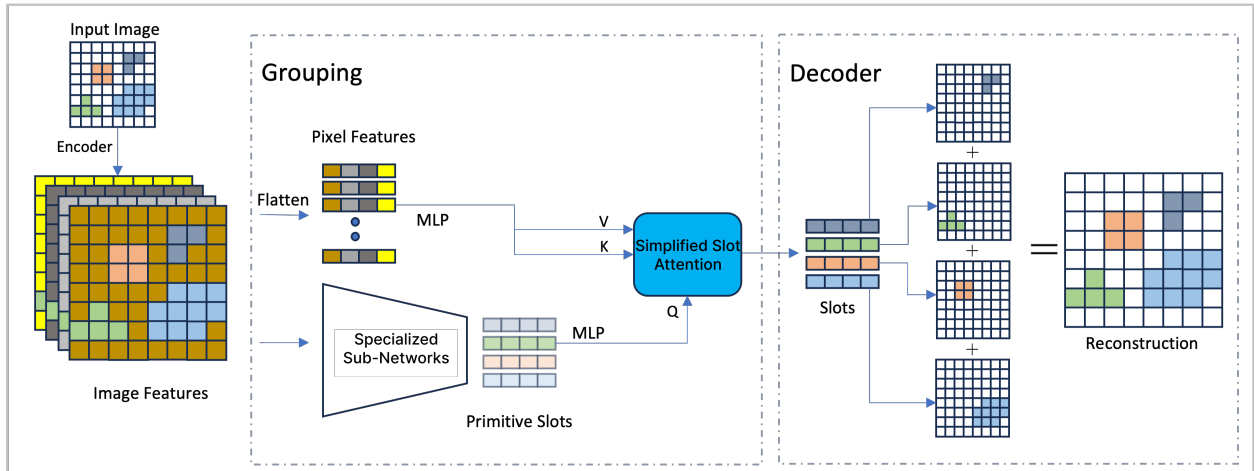 Input Image
Encoder
Image Features
Grouping
Pixel Features
Flatten
MLP
V
K
Simplified Slot
Attention
Q
Specialized
Sub-Networks
MLP
Primitive Slots
Decoder
Slots
+
+
+
=
Reconstruction